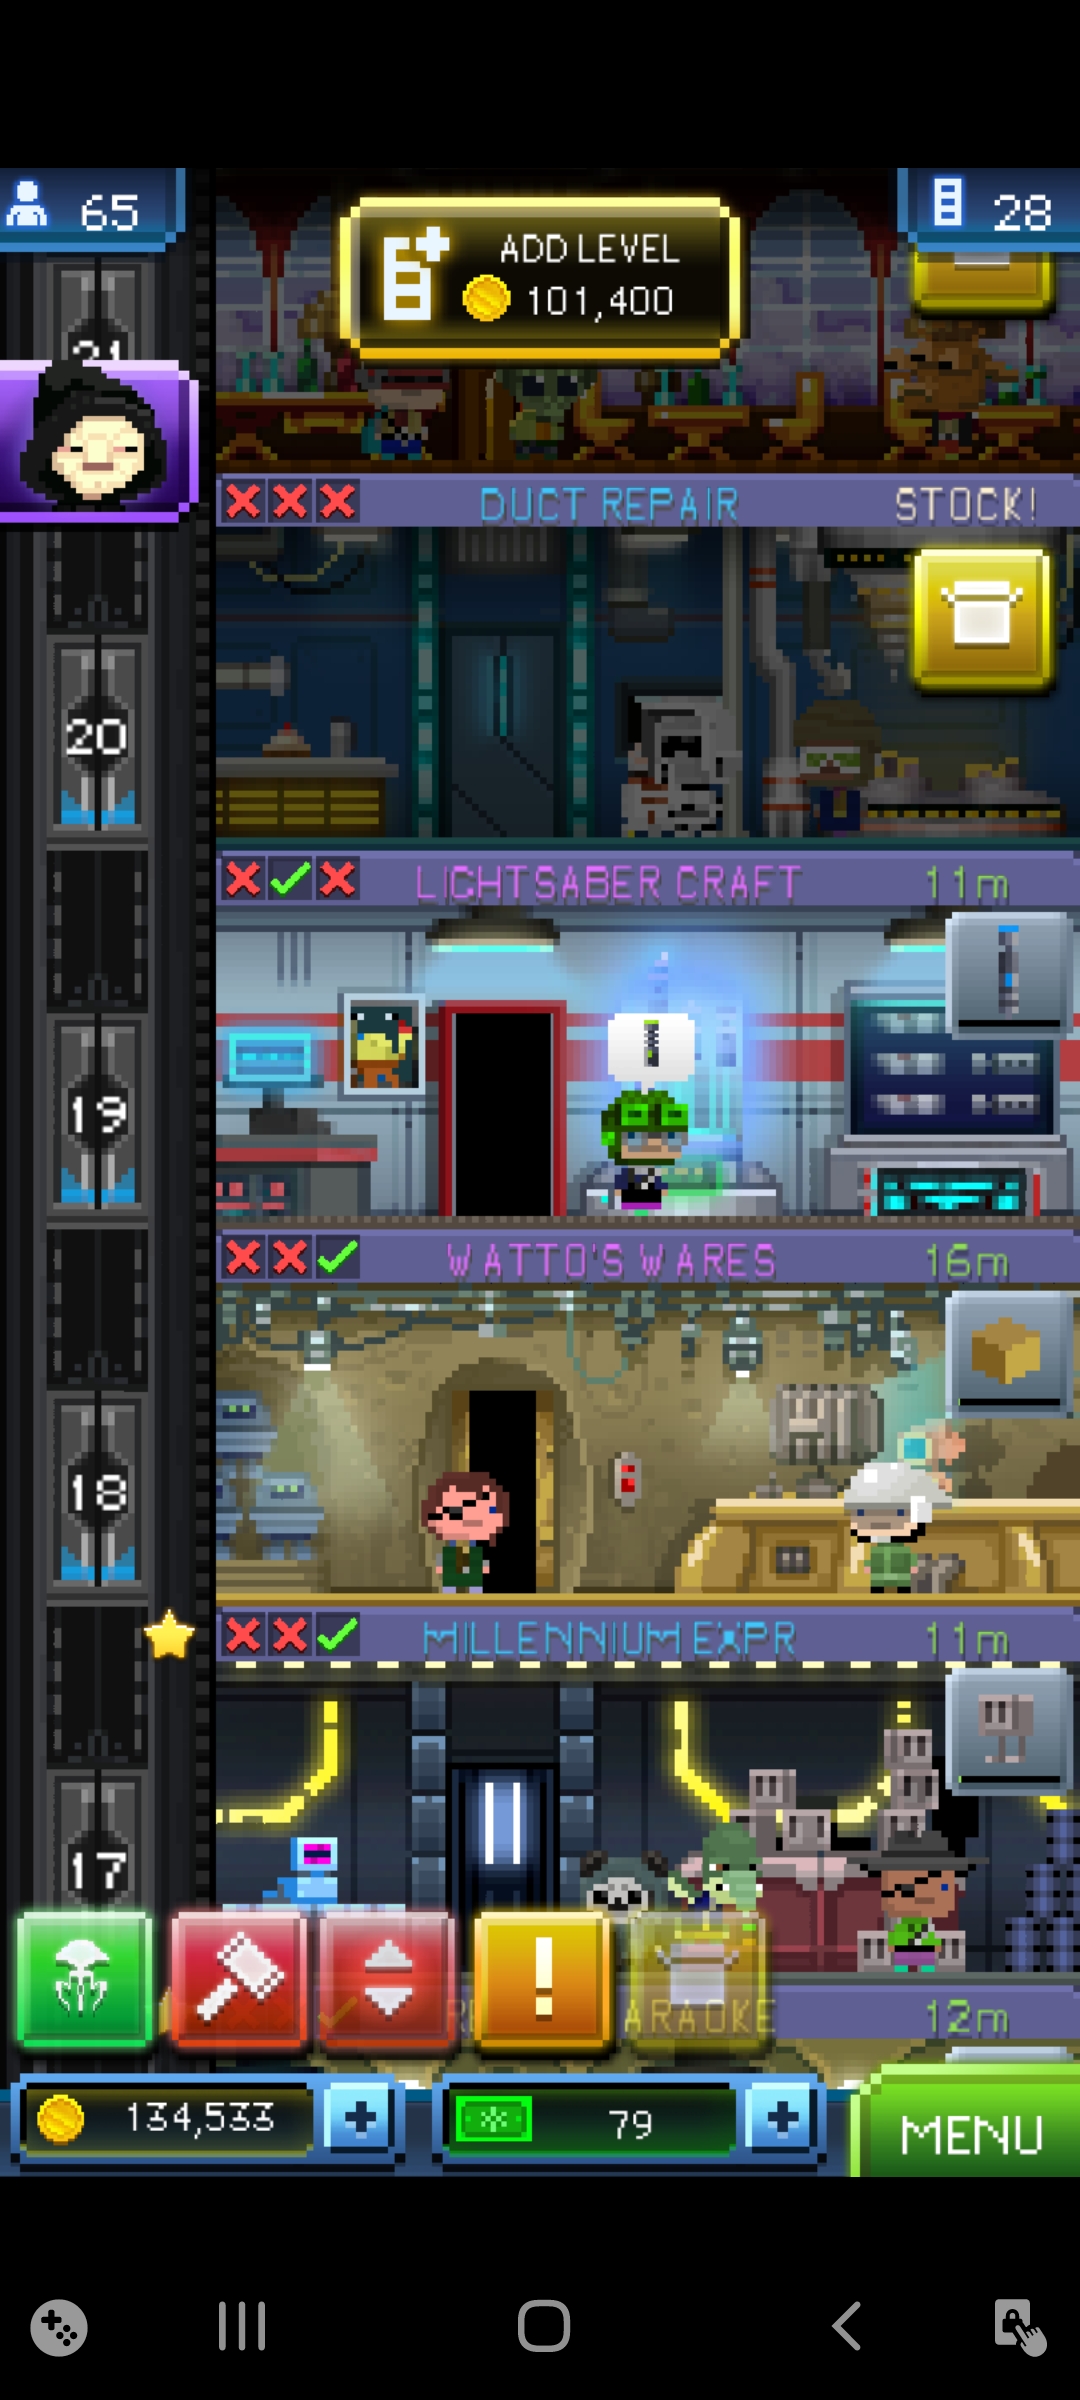 65
ADD LEVEL
101,400
28
21
DUCT REPAIR
STOCK!
20
LIGHTSABER CRAFT
11m
19
WATTO'S WARES
16m
18
MILLENNIUM EXPR
11m
17
ARAOKE
12m
134,533
79
MENU